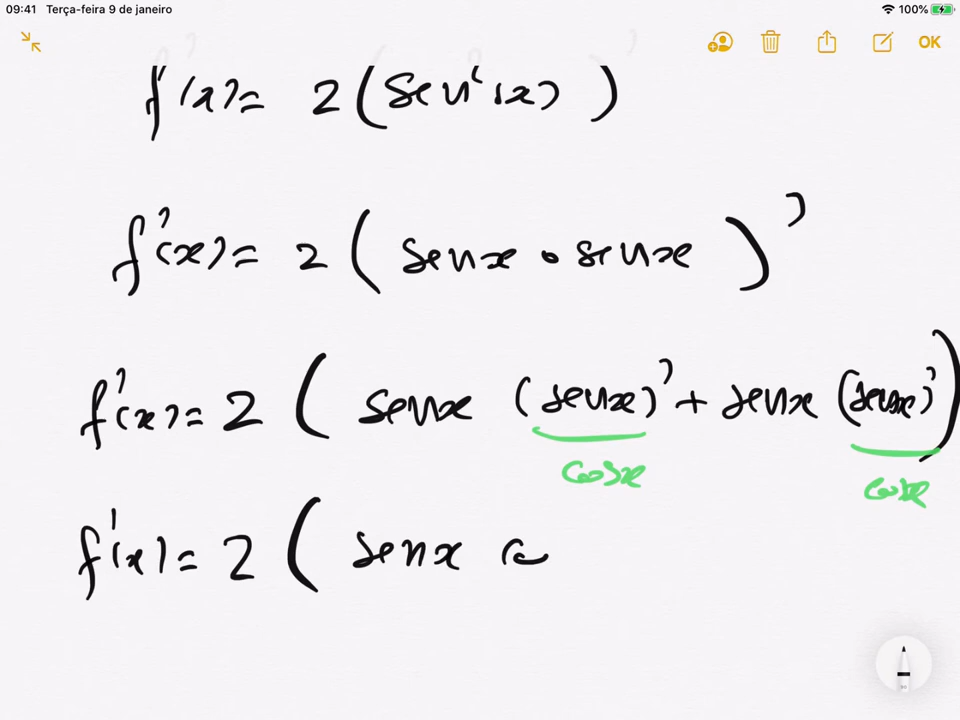 09:41 Terça-feira 9 de janeiro 100%
OK
f'(x)= 2(Sen²(x) )
f'(x)= 2( senx • senx )'
f'(x)= 2( senx (senx)' + senx (senx)' )
cosx cosx
f'(x)= 2( senx co